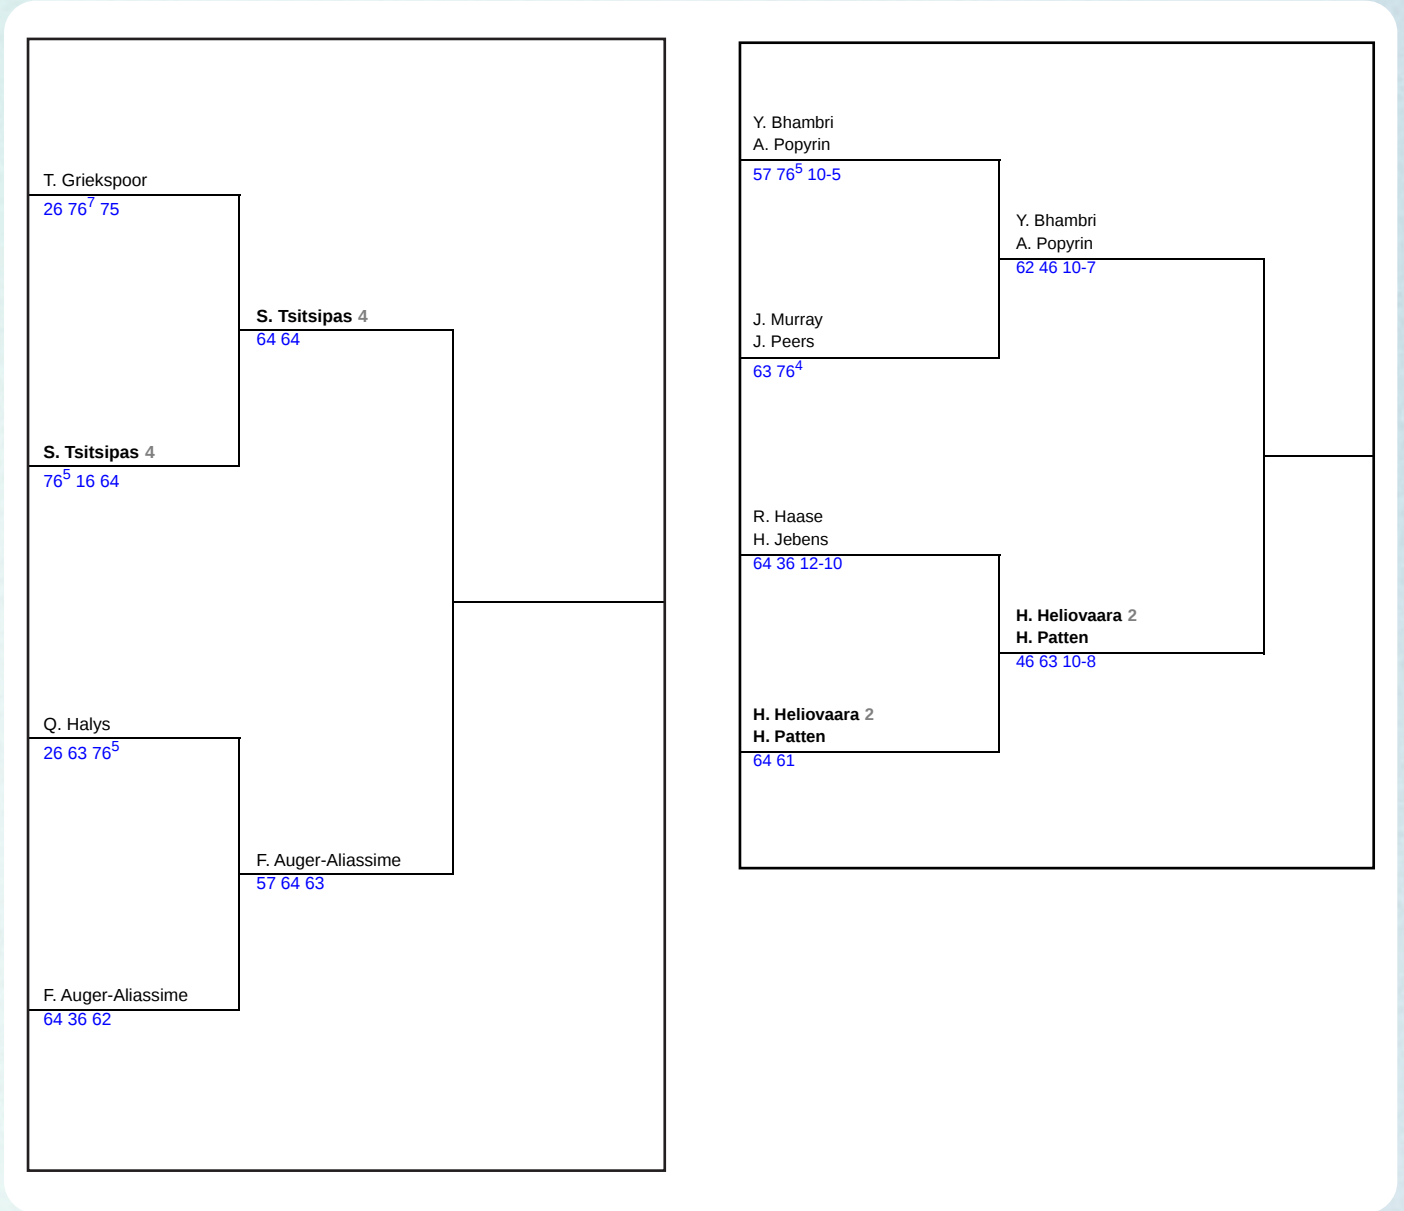 T. Griekspoor
26 76⁷ 75
S. Tsitsipas 4
64 64
S. Tsitsipas 4
76⁵ 16 64
Q. Halys
26 63 76⁵
F. Auger-Aliassime
57 64 63
F. Auger-Aliassime
64 36 62
Y. Bhambri
A. Popyrin
57 76⁵ 10-5
Y. Bhambri
A. Popyrin
62 46 10-7
J. Murray
J. Peers
63 76⁴
R. Haase
H. Jebens
64 36 12-10
H. Heliovaara 2
H. Patten
46 63 10-8
H. Heliovaara 2
H. Patten
64 61